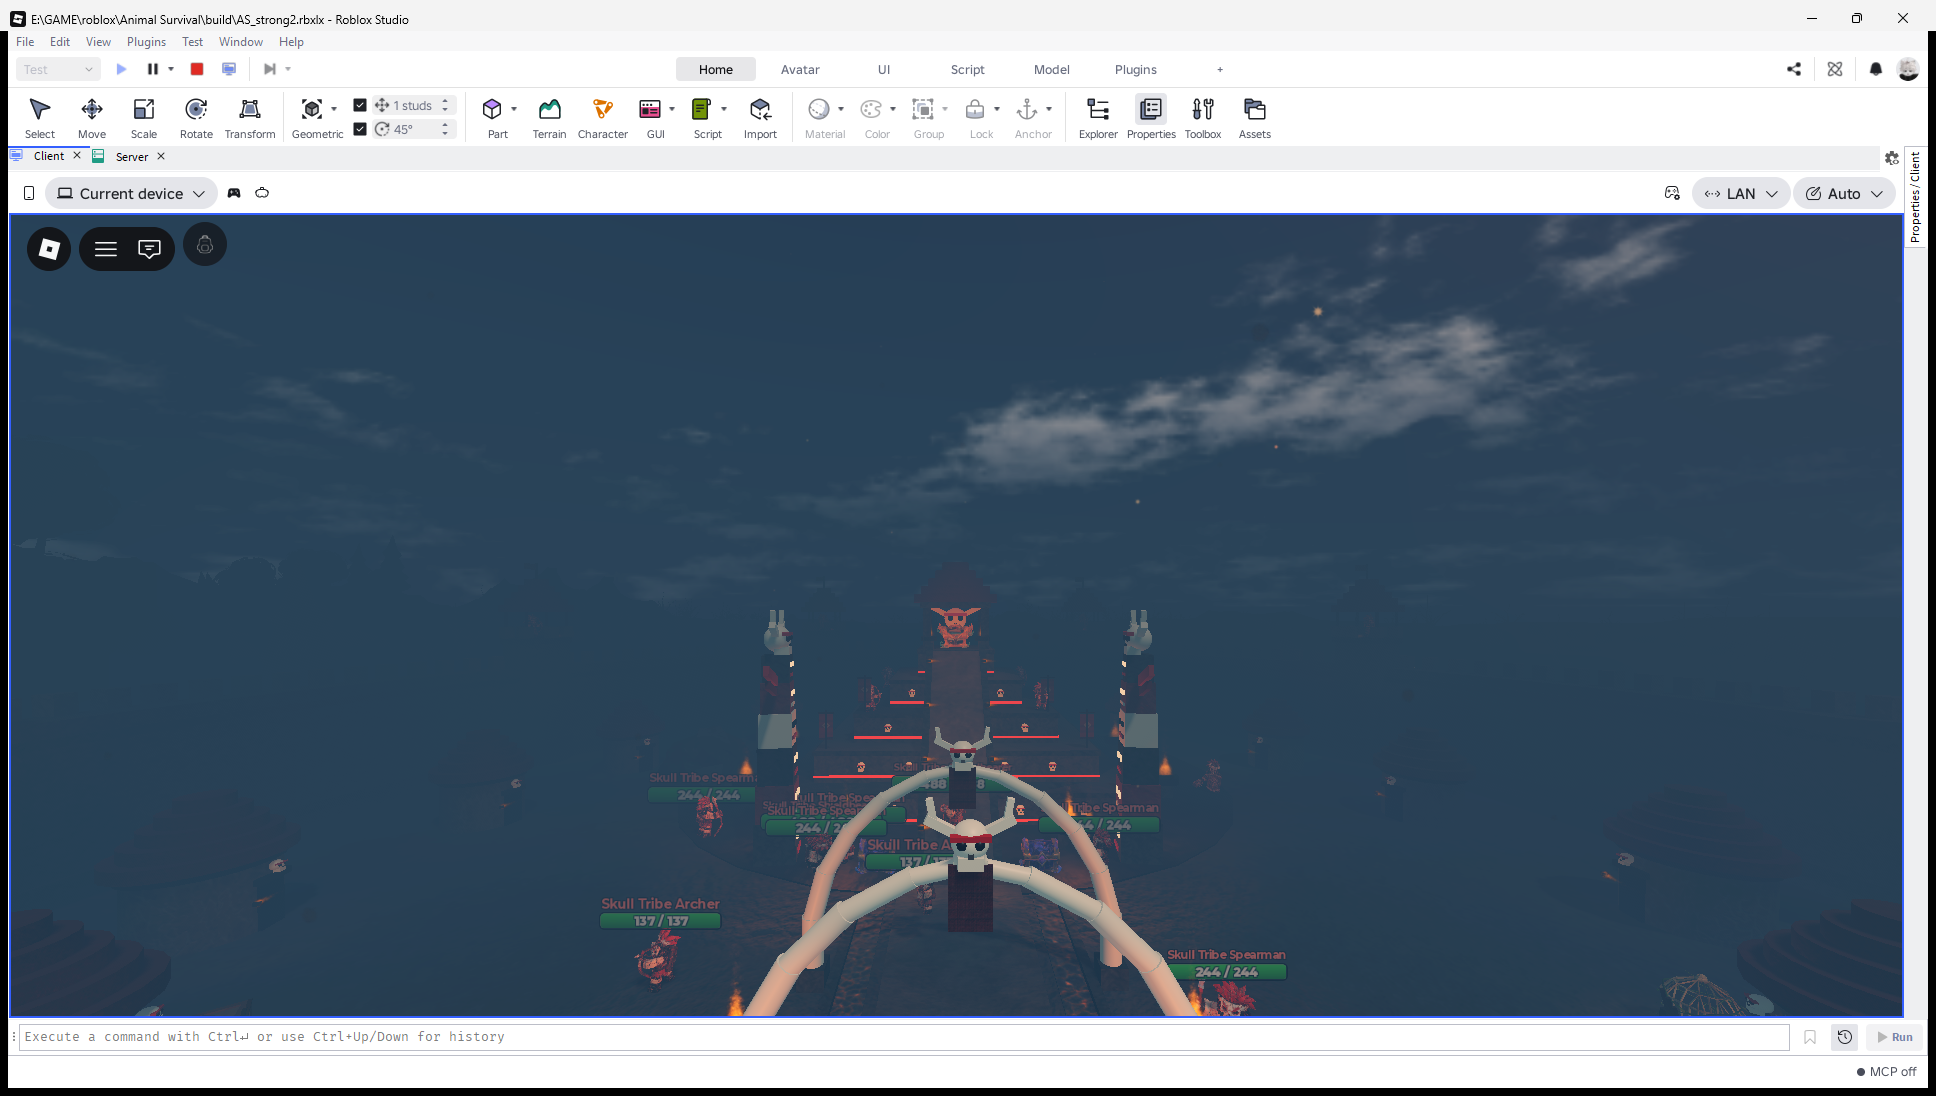 E:\GAME\roblox\Animal Survival\build\AS_strong2.rbxlx - Roblox Studio
File Edit View Plugins Test Window Help
Test
Home Avatar UI Script Model Plugins +
1 studs
45°
Select Move Scale Rotate Transform Geometric Part Terrain Character GUI Script Import Material Color Group Lock Anchor Explorer Properties Toolbox Assets
Client Server
Properties / Client
Current device
LAN
Auto
Skull Tribe
244 / 244
Skull Tribe Spearman
244 / 244
Skull Tribe Archer
137 / 137
Skull Tribe Spearman
244 / 244
Execute a command with Ctrl↵ or use Ctrl+Up/Down for history
Run
MCP off